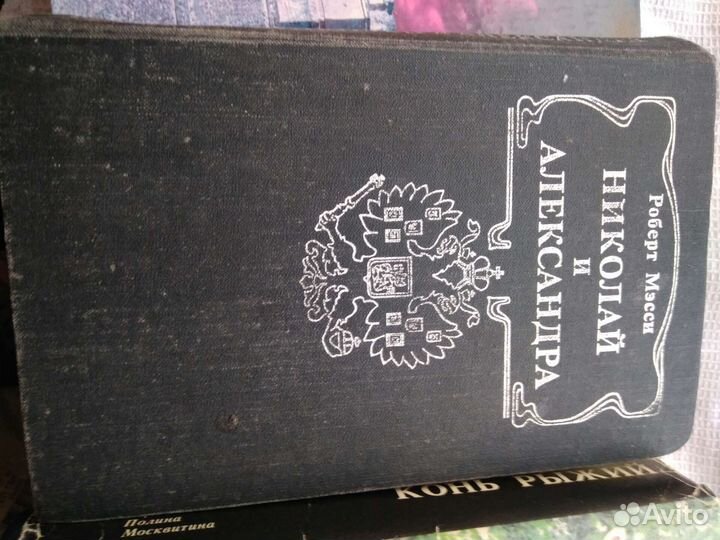 Роберт Мэсси
НИКОЛАЙ
И
АЛЕКСАНДРА
КОНЬ РЫЖИЙ
Полина
Москвитина
Avito